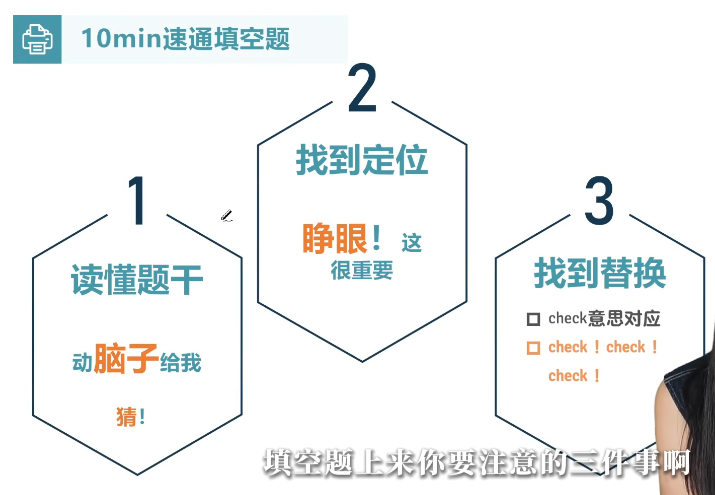 10min速通填空题
1
读懂题干
动脑子给我
猜！
2
找到定位
睁眼！这
很重要
3
找到替换
check意思对应
check！check！
check！
填空题上来你要注意的三件事啊